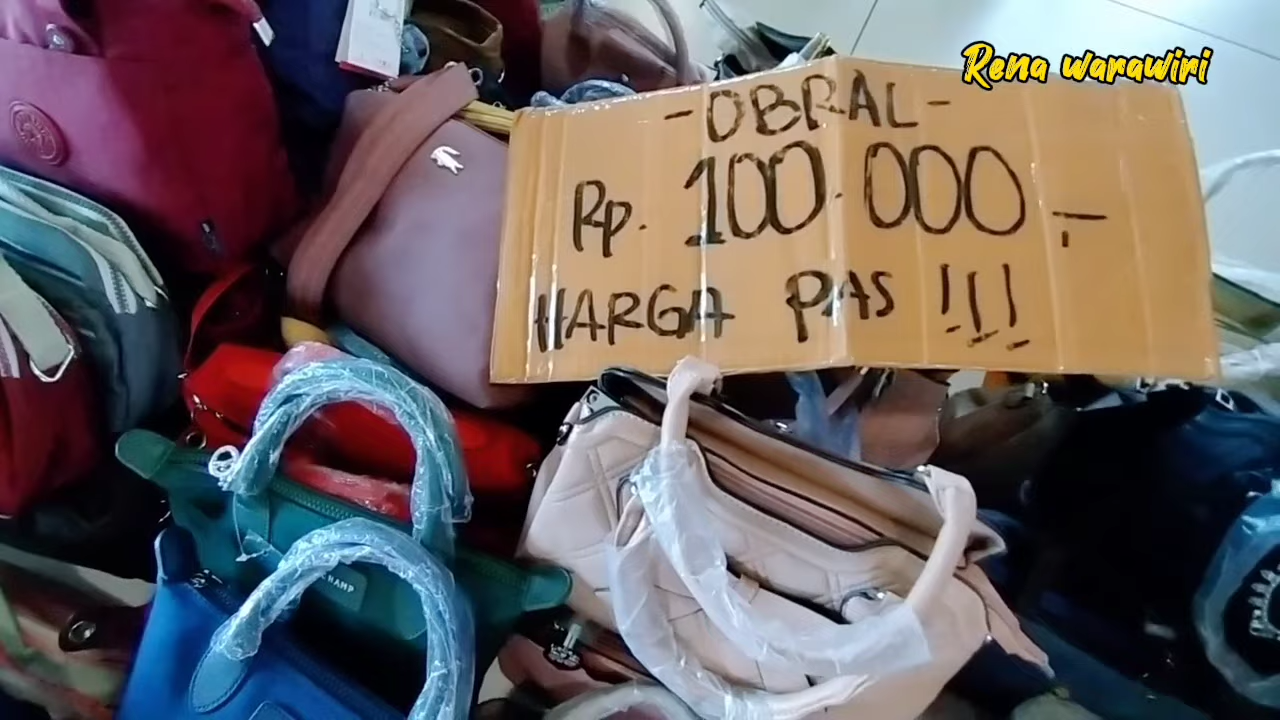 Rena warawiri
-OBRAL-
Rp. 100.000,-
HARGA PAS !!!